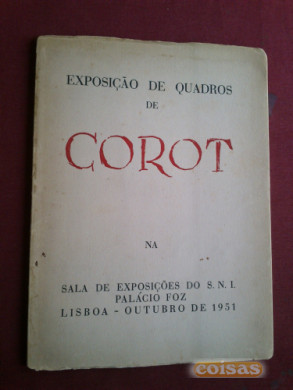 EXPOSIÇÃO DE QUADROS
DE
COROT
NA
SALA DE EXPOSIÇÕES DO S. N. I.
PALÁCIO FOZ
LISBOA - OUTUBRO DE 1951
coisas